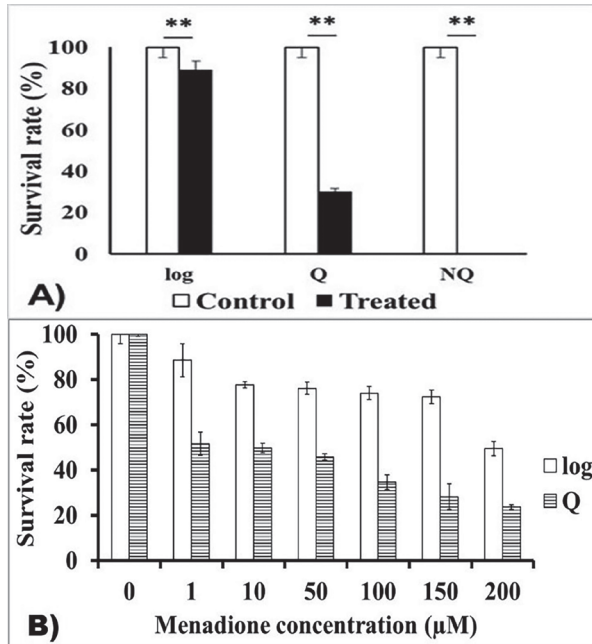 ** ** **
Survival rate (%)
100
80
60
40
20
0
log Q NQ
A)
Control Treated
Survival rate (%)
100
80
60
40
20
0
log
Q
0 1 10 50 100 150 200
B) Menadione concentration (µM)